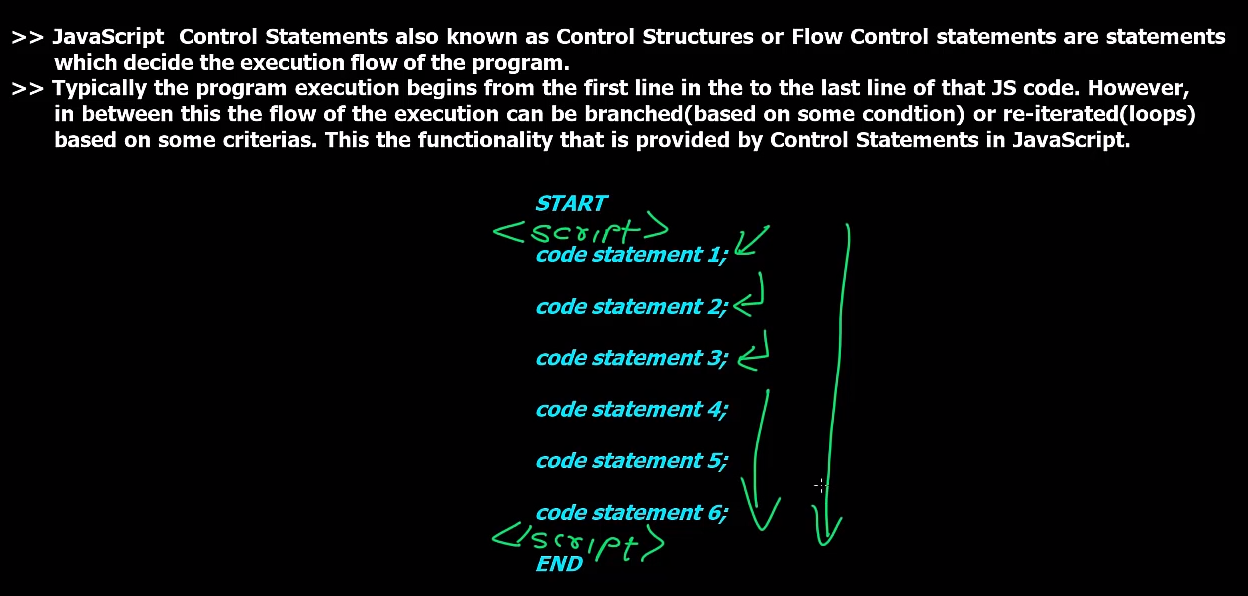 >> JavaScript  Control Statements also known as Control Structures or Flow Control statements are statements
which decide the execution flow of the program.
>> Typically the program execution begins from the first line in the to the last line of that JS code. However,
in between this the flow of the execution can be branched(based on some condtion) or re-iterated(loops)
based on some criterias. This the functionality that is provided by Control Statements in JavaScript.
START
<script>
code statement 1;
code statement 2;
code statement 3;
code statement 4;
code statement 5;
code statement 6;
</script>
END